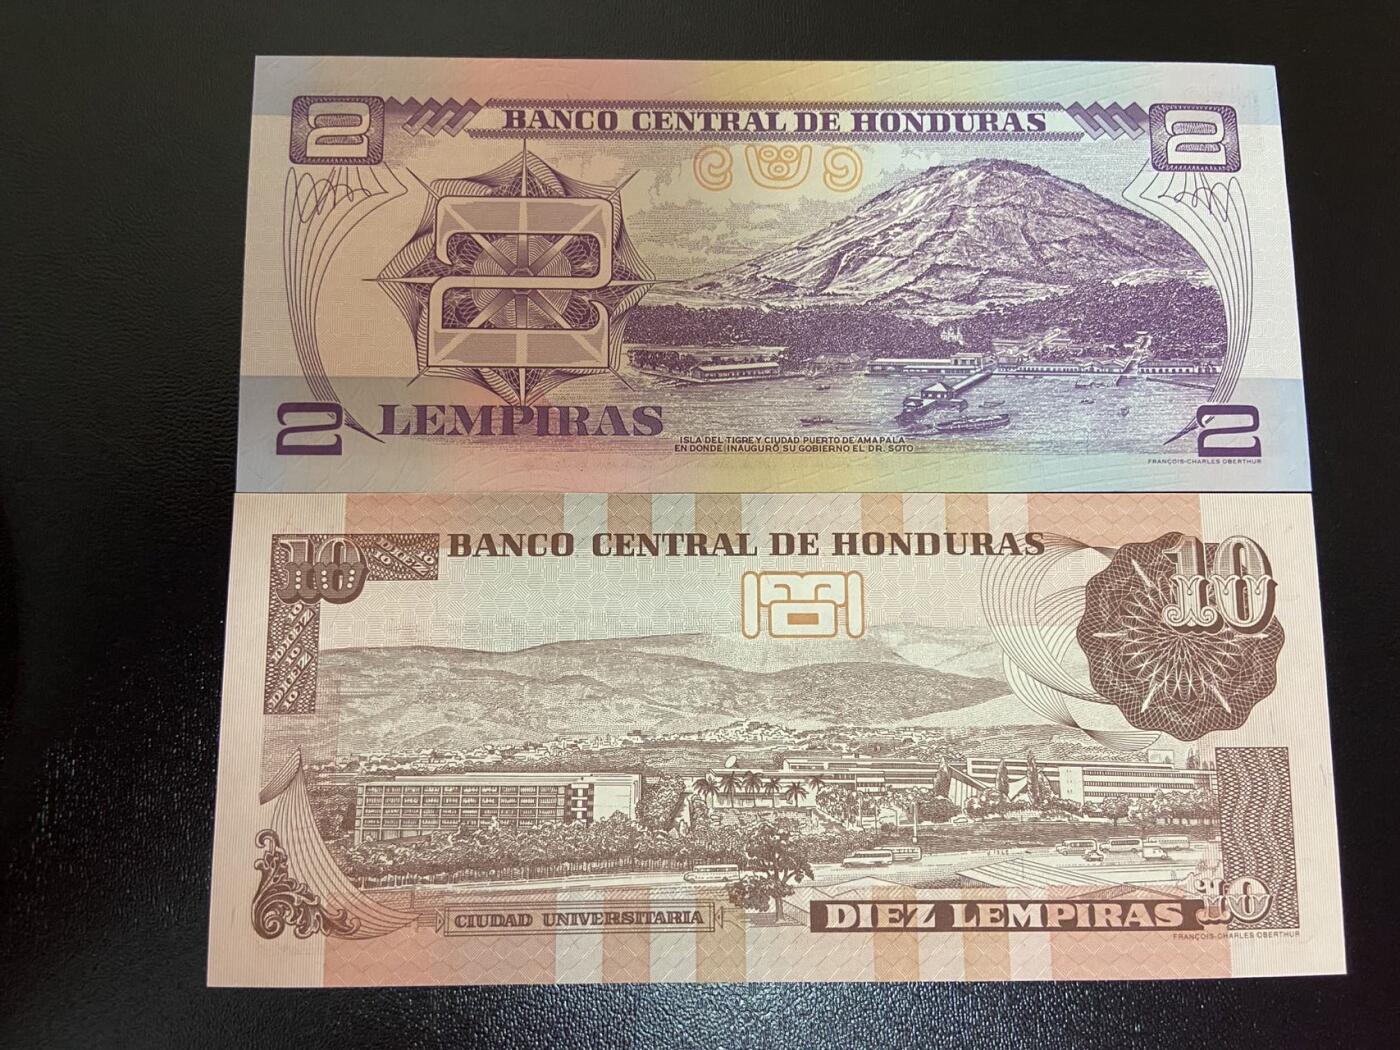 2
BANCO CENTRAL DE HONDURAS
2
2
2
LEMPIRAS
ISLA DEL TIGRE Y CIUDAD PUERTO DE AMAPALA
EN DONDE INAUGURÓ SU GOBIERNO EL DR. SOTO
2
FRANÇOIS-CHARLES OBERTHUR
10
DIEZ 10
BANCO CENTRAL DE HONDURAS
10
CIUDAD UNIVERSITARIA
DIEZ LEMPIRAS
10
FRANÇOIS-CHARLES OBERTHUR